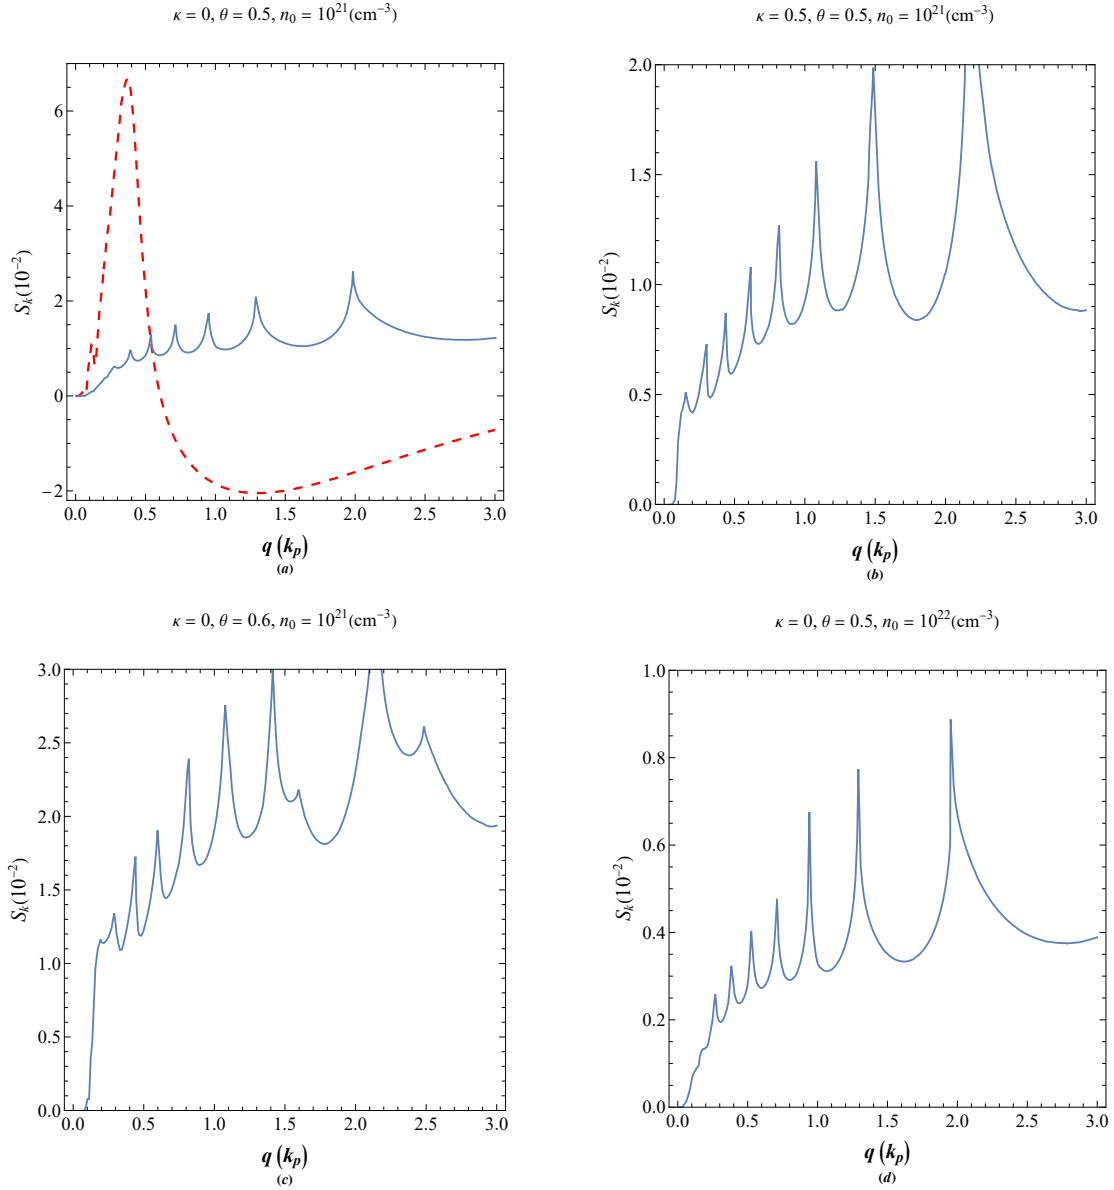 κ = 0, θ = 0.5, n₀ = 10²¹(cm⁻³)
S_k(10⁻²)
6
4
2
0
−2
0.0 0.5 1.0 1.5 2.0 2.5 3.0
q (k_p)
(a)
κ = 0.5, θ = 0.5, n₀ = 10²¹(cm⁻³)
S_k(10⁻²)
2.0
1.5
1.0
0.5
0.0
0.0 0.5 1.0 1.5 2.0 2.5 3.0
q (k_p)
(b)
κ = 0, θ = 0.6, n₀ = 10²¹(cm⁻³)
S_k(10⁻²)
3.0
2.5
2.0
1.5
1.0
0.5
0.0
0.0 0.5 1.0 1.5 2.0 2.5 3.0
q (k_p)
(c)
κ = 0, θ = 0.5, n₀ = 10²²(cm⁻³)
S_k(10⁻²)
1.0
0.8
0.6
0.4
0.2
0.0
0.0 0.5 1.0 1.5 2.0 2.5 3.0
q (k_p)
(d)